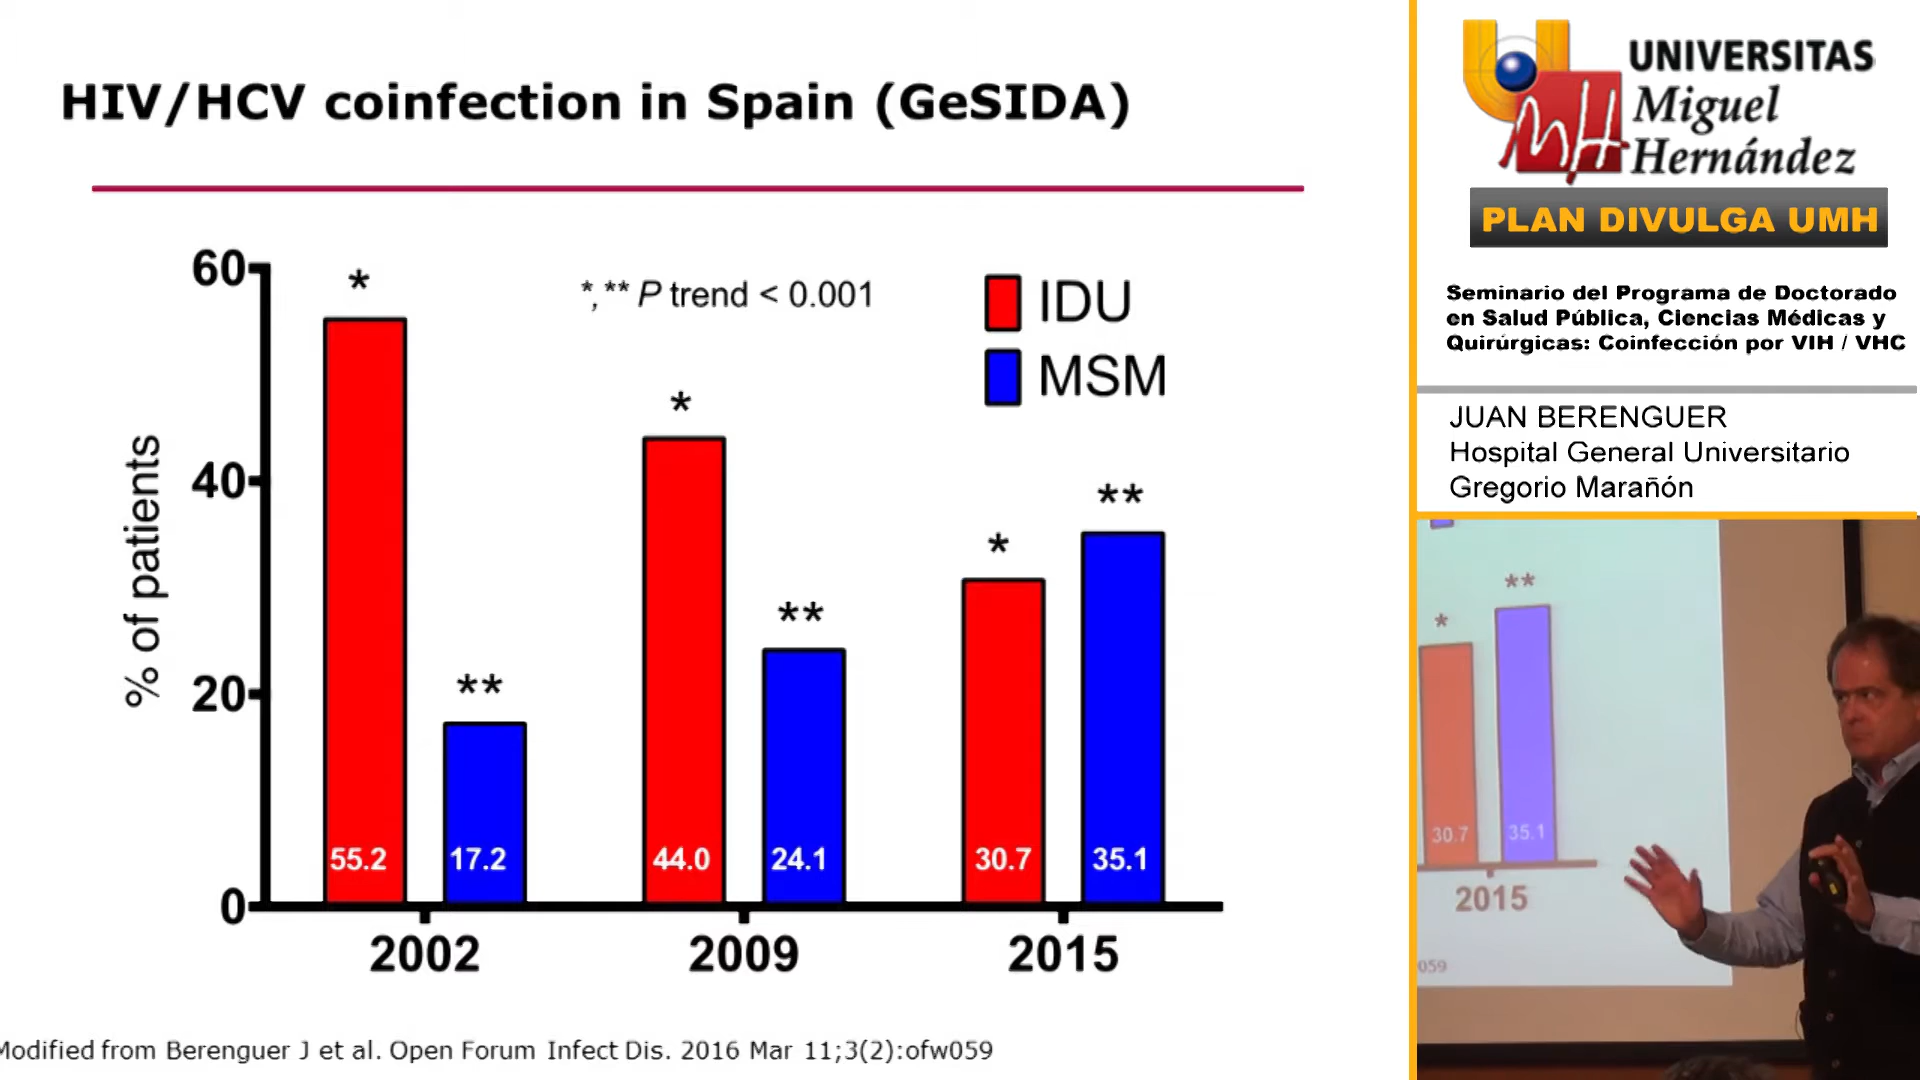 HIV/HCV coinfection in Spain (GeSIDA)
% of patients
60
40
20
0
*
*,** P trend < 0.001
IDU
MSM
*
**
*
**
**
55.2
17.2
44.0
24.1
30.7
35.1
2002
2009
2015
Modified from Berenguer J et al. Open Forum Infect Dis. 2016 Mar 11;3(2):ofw059
UNIVERSITAS
Miguel
Hernández
PLAN DIVULGA UMH
Seminario del Programa de Doctorado
en Salud Pública, Ciencias Médicas y
Quirúrgicas: Coinfección por VIH / VHC
JUAN BERENGUER
Hospital General Universitario
Gregorio Marañón
**
*
30.7
35.1
2015
059